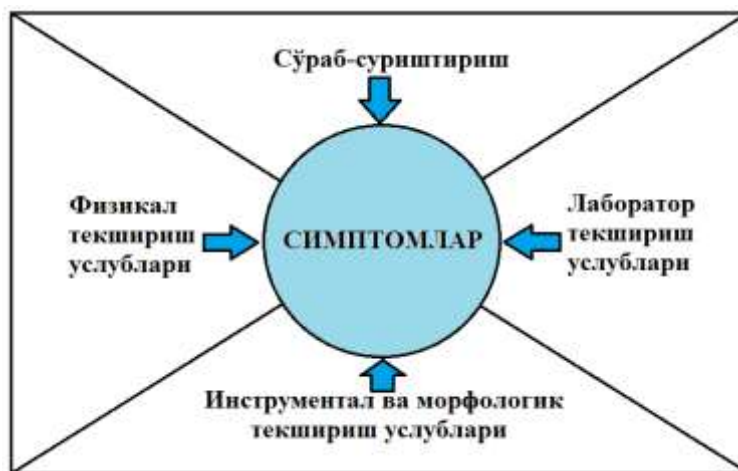 Сўраб-суриштириш
Физикал
текшириш
услублари
СИМПТОМЛАР
Лаборатор
текшириш
услублари
Инструментал ва морфологик
текшириш услублари